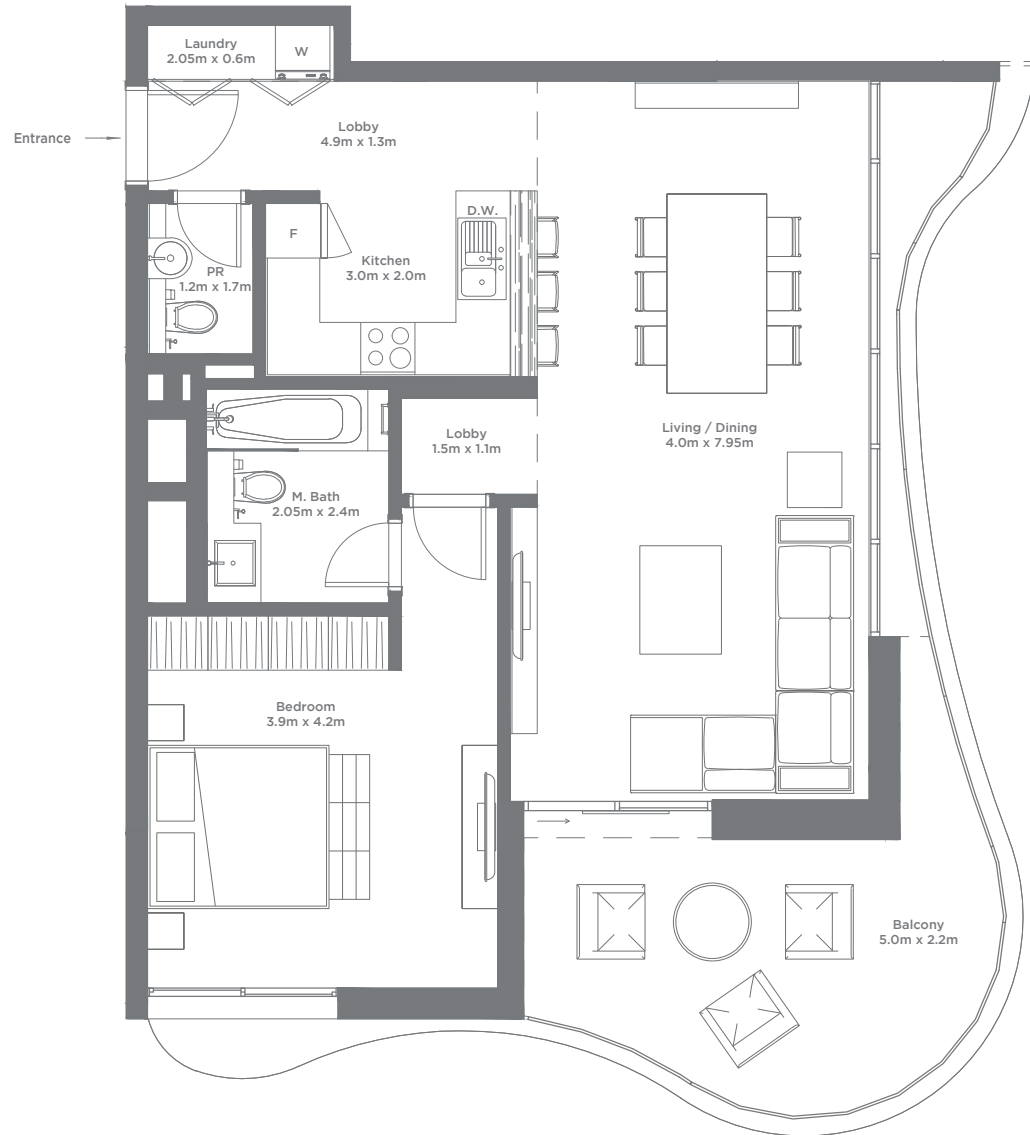 Laundry
2.05m x 0.6m
W
Entrance
Lobby
4.9m x 1.3m
D.W.
F
Kitchen
3.0m x 2.0m
PR
1.2m x 1.7m
Living / Dining
4.0m x 7.95m
Lobby
1.5m x 1.1m
M. Bath
2.05m x 2.4m
Bedroom
3.9m x 4.2m
Balcony
5.0m x 2.2m